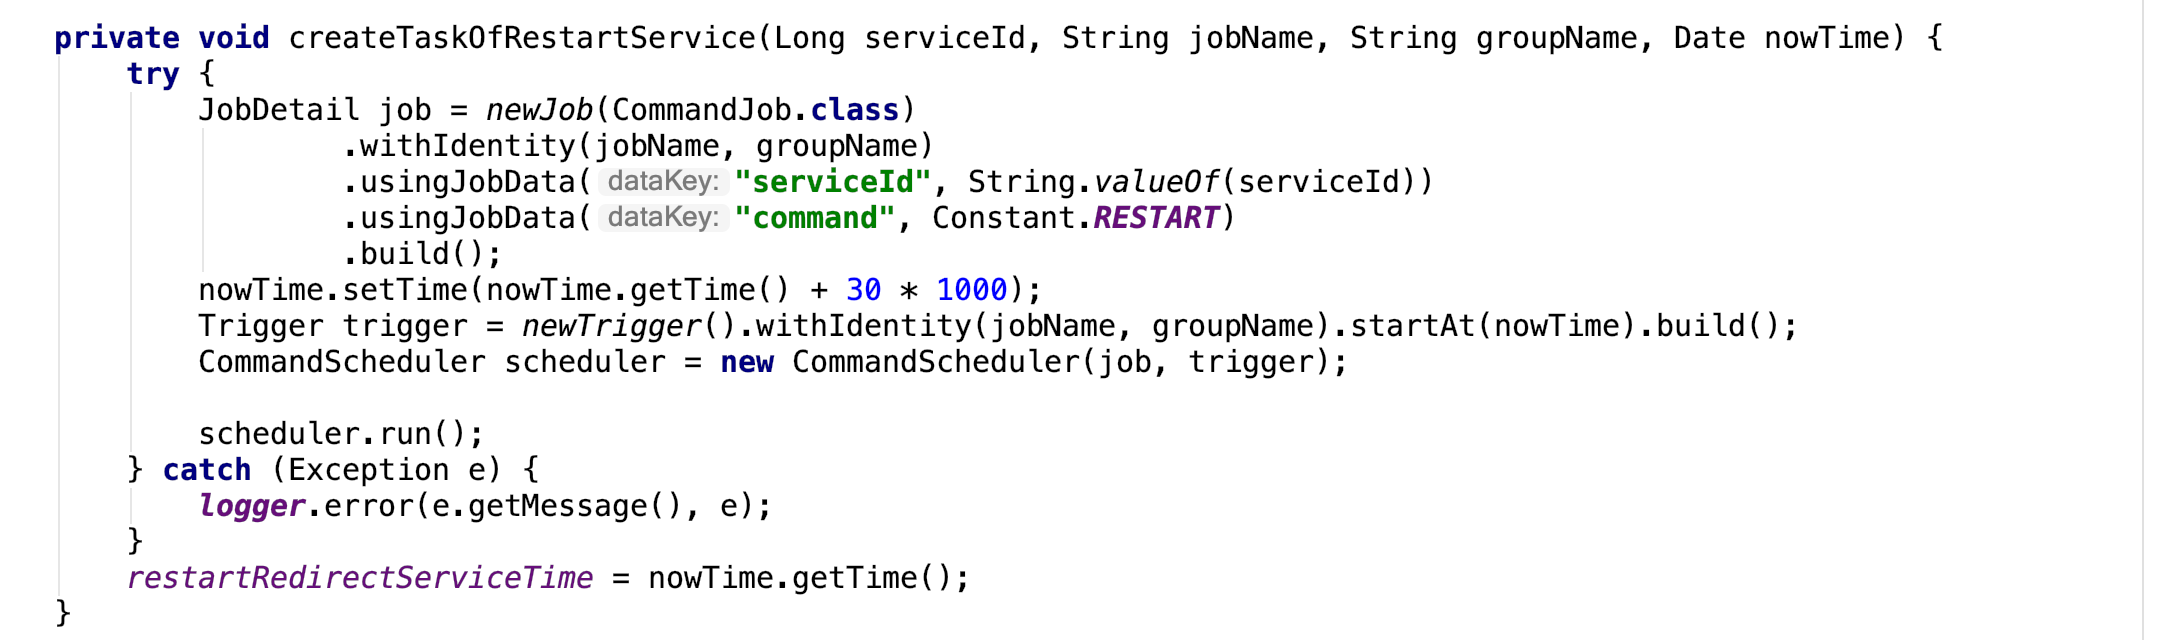 private void createTaskOfRestartService(Long serviceId, String jobName, String groupName, Date nowTime) {
    try {
        JobDetail job = newJob(CommandJob.class)
                .withIdentity(jobName, groupName)
                .usingJobData( dataKey: "serviceId", String.valueOf(serviceId))
                .usingJobData( dataKey: "command", Constant.RESTART)
                .build();
        nowTime.setTime(nowTime.getTime() + 30 * 1000);
        Trigger trigger = newTrigger().withIdentity(jobName, groupName).startAt(nowTime).build();
        CommandScheduler scheduler = new CommandScheduler(job, trigger);

        scheduler.run();
    } catch (Exception e) {
        logger.error(e.getMessage(), e);
    }
    restartRedirectServiceTime = nowTime.getTime();
}